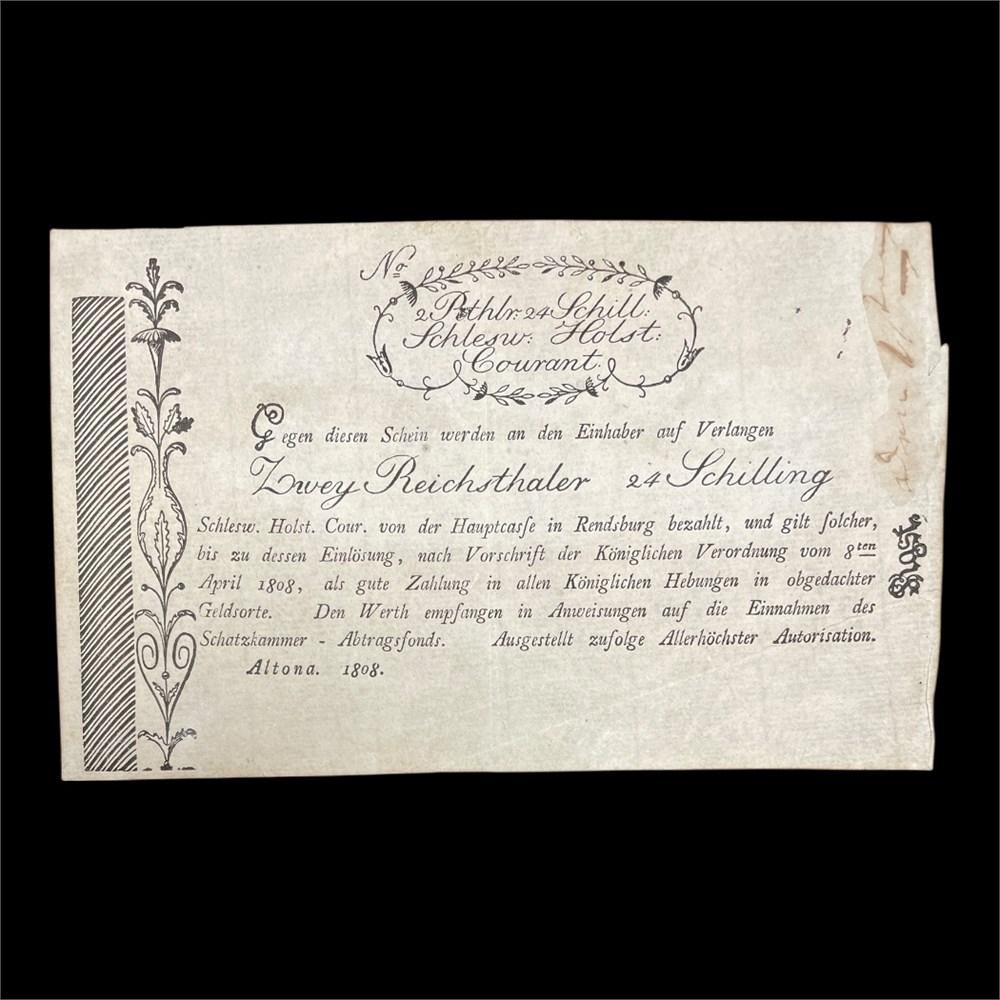 No
2 Rthlr: 24 Schill:
Schlesw: Holst:
Courant.
Gegen diesen Schein werden an den Einhaber auf Verlangen
Zwey Reichsthaler 24 Schilling
Schlesw. Holst. Cour. von der Hauptcaſſe in Rendsburg bezahlt, und gilt ſolcher,
bis zu dessen Einlöſung, nach Vorschrift der Königlichen Verordnung vom 8ten
April 1808, als gute Zahlung in allen Königlichen Hebungen in obgedachter
Geldsorte. Den Werth empfangen in Anweisungen auf die Einnahmen des
Schatzkammer - Abtragsfonds. Ausgestellt zufolge Allerhöchster Autorisation.
Altona. 1808.